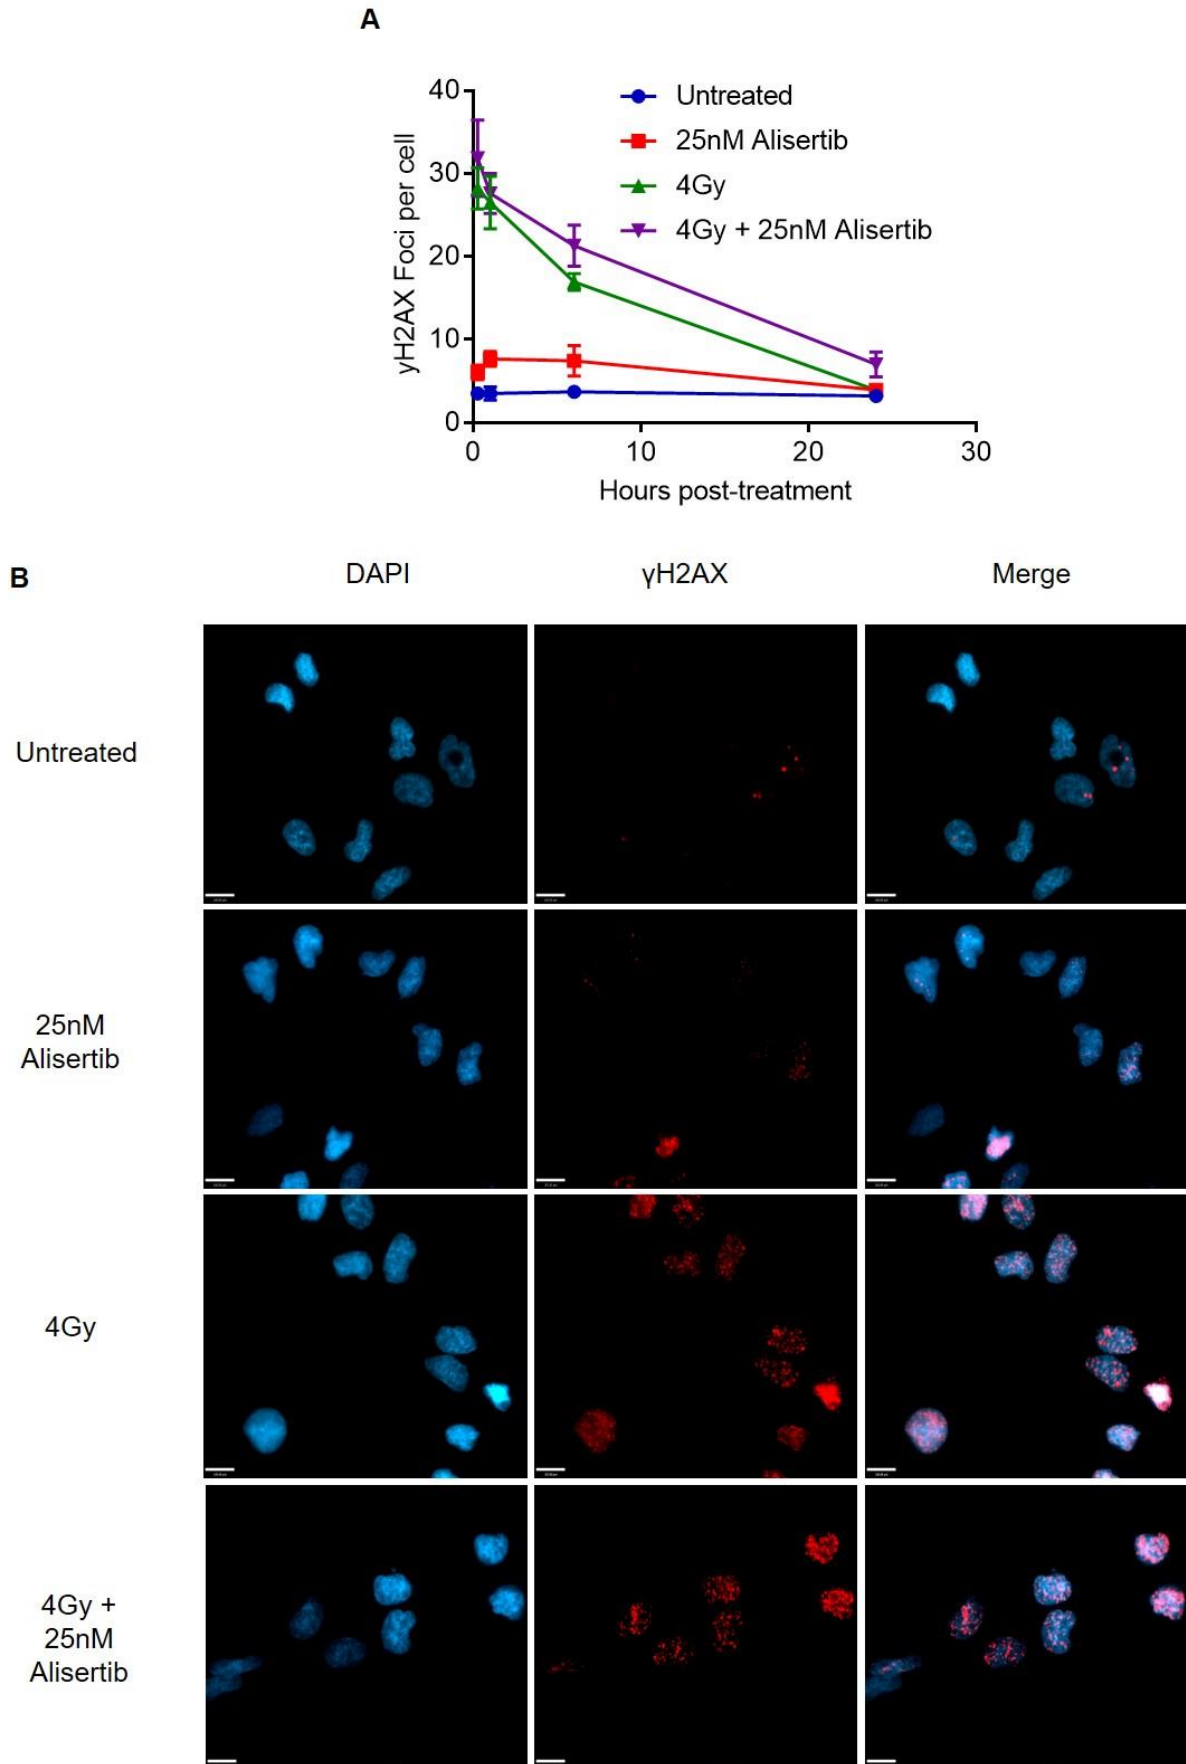 A
40
30
20
10
0
yH2AX Foci per cell
Untreated
25nM Alisertib
4Gy
4Gy + 25nM Alisertib
0 10 20 30
Hours post-treatment
B
DAPI γH2AX Merge
Untreated
25nM
Alisertib
4Gy
4Gy +
25nM
Alisertib